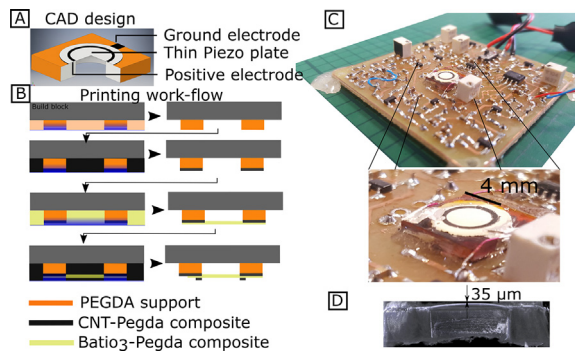 A
CAD design
Ground electrode
Thin Piezo plate
Positive electrode
B
Printing work-flow
Build block
PEGDA support
CNT-Pegda composite
Batio3-Pegda composite
C
4 mm
D
35 μm